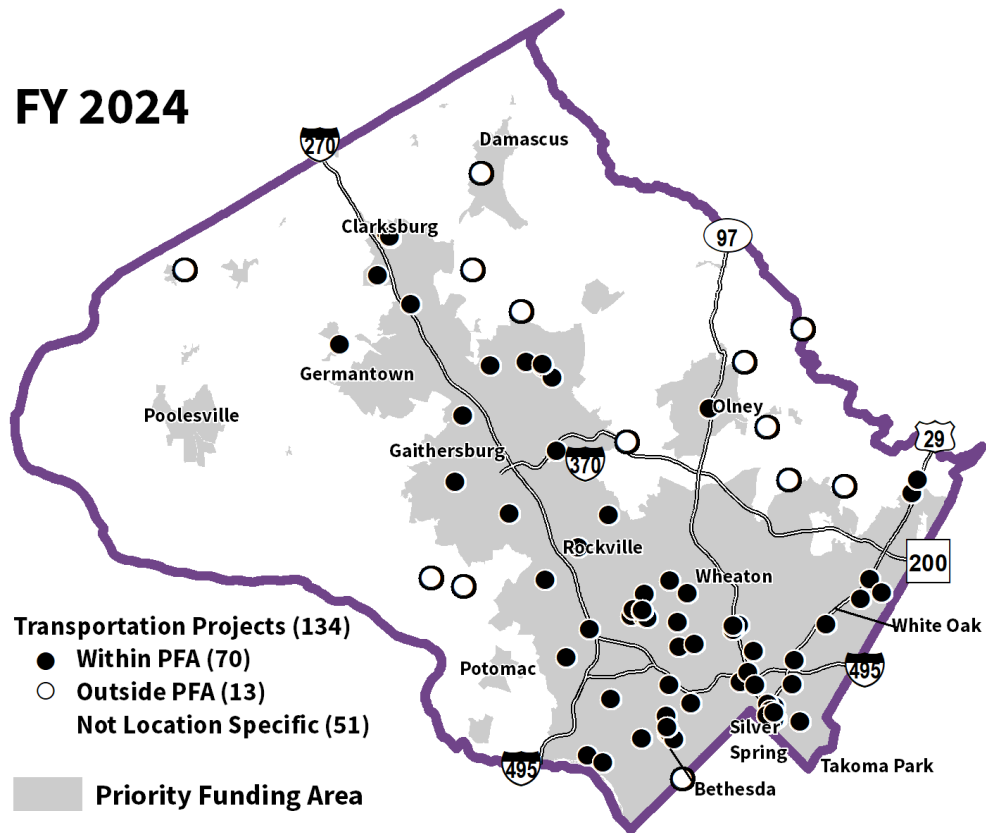 FY 2024
270
Damascus
Clarksburg
97
Germantown
Poolesville
Olney
29
Gaithersburg
370
Rockville
200
Wheaton
White Oak
Transportation Projects (134)
Within PFA (70)
Outside PFA (13)
Not Location Specific (51)
Potomac
495
Silver
Spring
495
Takoma Park
Bethesda
Priority Funding Area